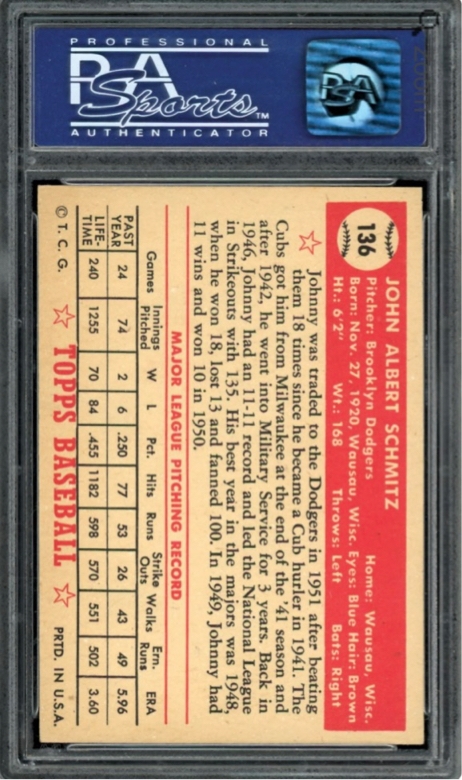 PROFESSIONAL
PSA
Sports™
AUTHENTICATOR
PSA
136
JOHN ALBERT SCHMITZ
Pitcher: Brooklyn Dodgers Home: Wausau, Wisc.
Born: Nov. 27, 1920, Wausau, Wisc. Eyes: Blue Hair: Brown
Ht.: 6'2" Wt.: 168 Throws: Left Bats: Right
Johnny was traded to the Dodgers in 1951 after beating
them 18 times since he became a Cub hurler in 1941. The
Cubs got him from Milwaukee at the end of the '41 season and
after 1942, he went into Military Service for 3 years. Back in
1946, Johnny had an 11-11 record and led the National League
in Strikeouts with 135. His best year in the majors was 1948,
when he won 18, lost 13 and fanned 100. In 1949, Johnny had
11 wins and won 10 in 1950.
MAJOR LEAGUE PITCHING RECORD
Games Innings Pitched W L Pct. Hits Runs Strike Outs Walks Ern. Runs ERA
PAST YEAR 24 74 2 6 .250 77 53 26 43 49 5.96
LIFE-TIME 240 1255 70 84 .455 1182 598 570 551 502 3.60
© T. C. G. ☆ TOPPS BASEBALL ☆ PRTD. IN U.S.A.